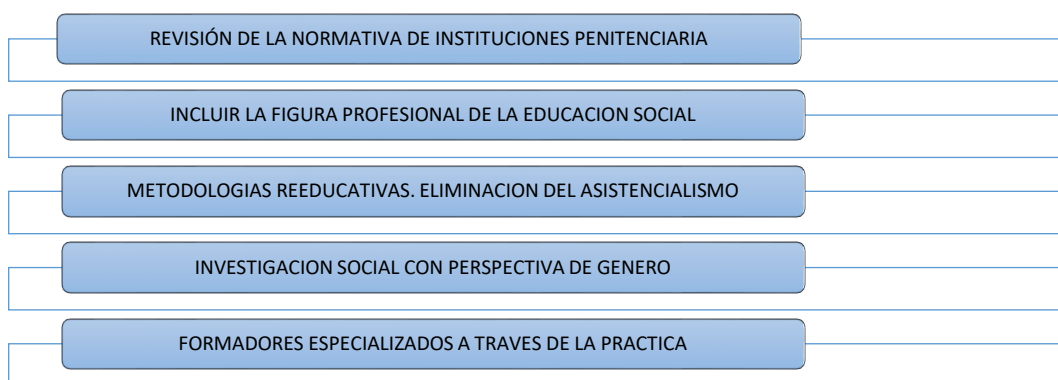 REVISIÓN DE LA NORMATIVA DE INSTITUCIONES PENITENCIARIA
INCLUIR LA FIGURA PROFESIONAL DE LA EDUCACION SOCIAL
METODOLOGIAS REEDUCATIVAS. ELIMINACION DEL ASISTENCIALISMO
INVESTIGACION SOCIAL CON PERSPECTIVA DE GENERO
FORMADORES ESPECIALIZADOS A TRAVES DE LA PRACTICA